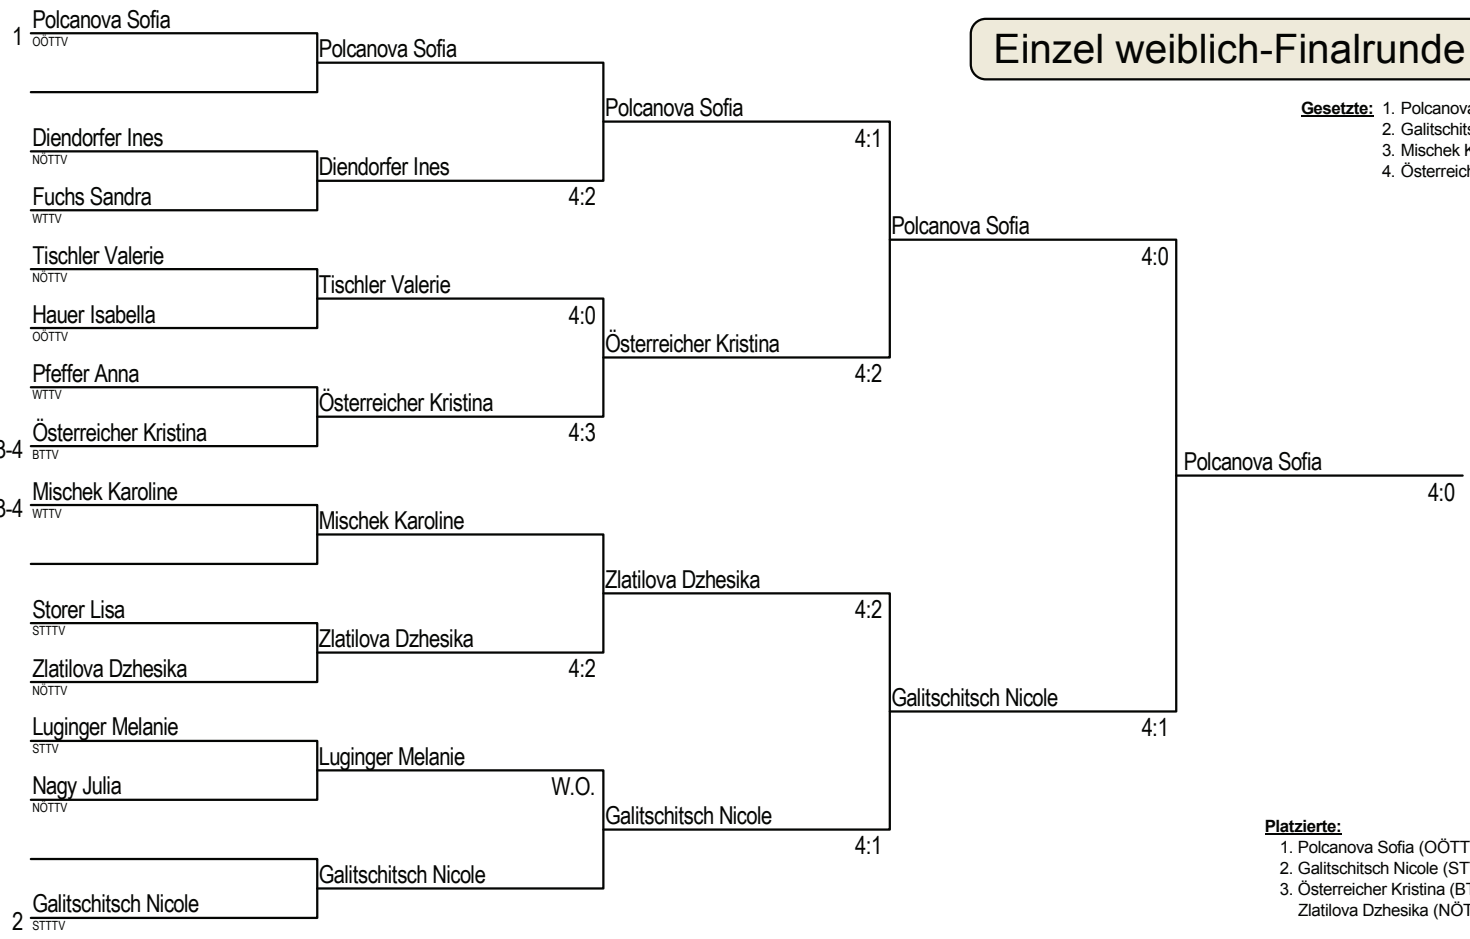 Einzel weiblich-Finalrunde
Gesetzte: 1. Polcanova
2. Galitschits
3. Mischek K
4. Österreich
1 Polcanova Sofia
OÖTTV
Diendorfer Ines
NÖTTV
Fuchs Sandra
WTTV
Tischler Valerie
NÖTTV
Hauer Isabella
OÖTTV
Pfeffer Anna
WTTV
3-4 Österreicher Kristina
BTTV
3-4 Mischek Karoline
WTTV
Storer Lisa
STTTV
Zlatilova Dzhesika
NÖTTV
Luginger Melanie
STTV
Nagy Julia
NÖTTV
2 Galitschitsch Nicole
STTTV
Polcanova Sofia
Diendorfer Ines
4:2
Tischler Valerie
4:0
Österreicher Kristina
4:3
Mischek Karoline
Zlatilova Dzhesika
4:2
Luginger Melanie
W.O.
Galitschitsch Nicole
Polcanova Sofia
4:1
Österreicher Kristina
4:2
Zlatilova Dzhesika
4:2
Galitschitsch Nicole
4:1
Polcanova Sofia
4:0
Galitschitsch Nicole
4:1
Polcanova Sofia
4:0
Platzierte:
1. Polcanova Sofia (OÖTT
2. Galitschitsch Nicole (ST
3. Österreicher Kristina (BT
Zlatilova Dzhesika (NÖT